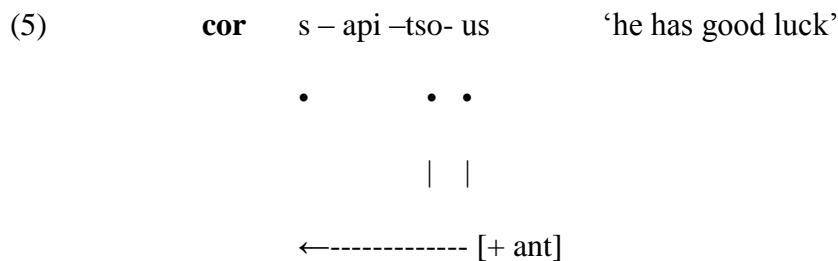 (5) cor s – api –tso- us ‘he has good luck’
• • •
| |
←------------- [+ ant]